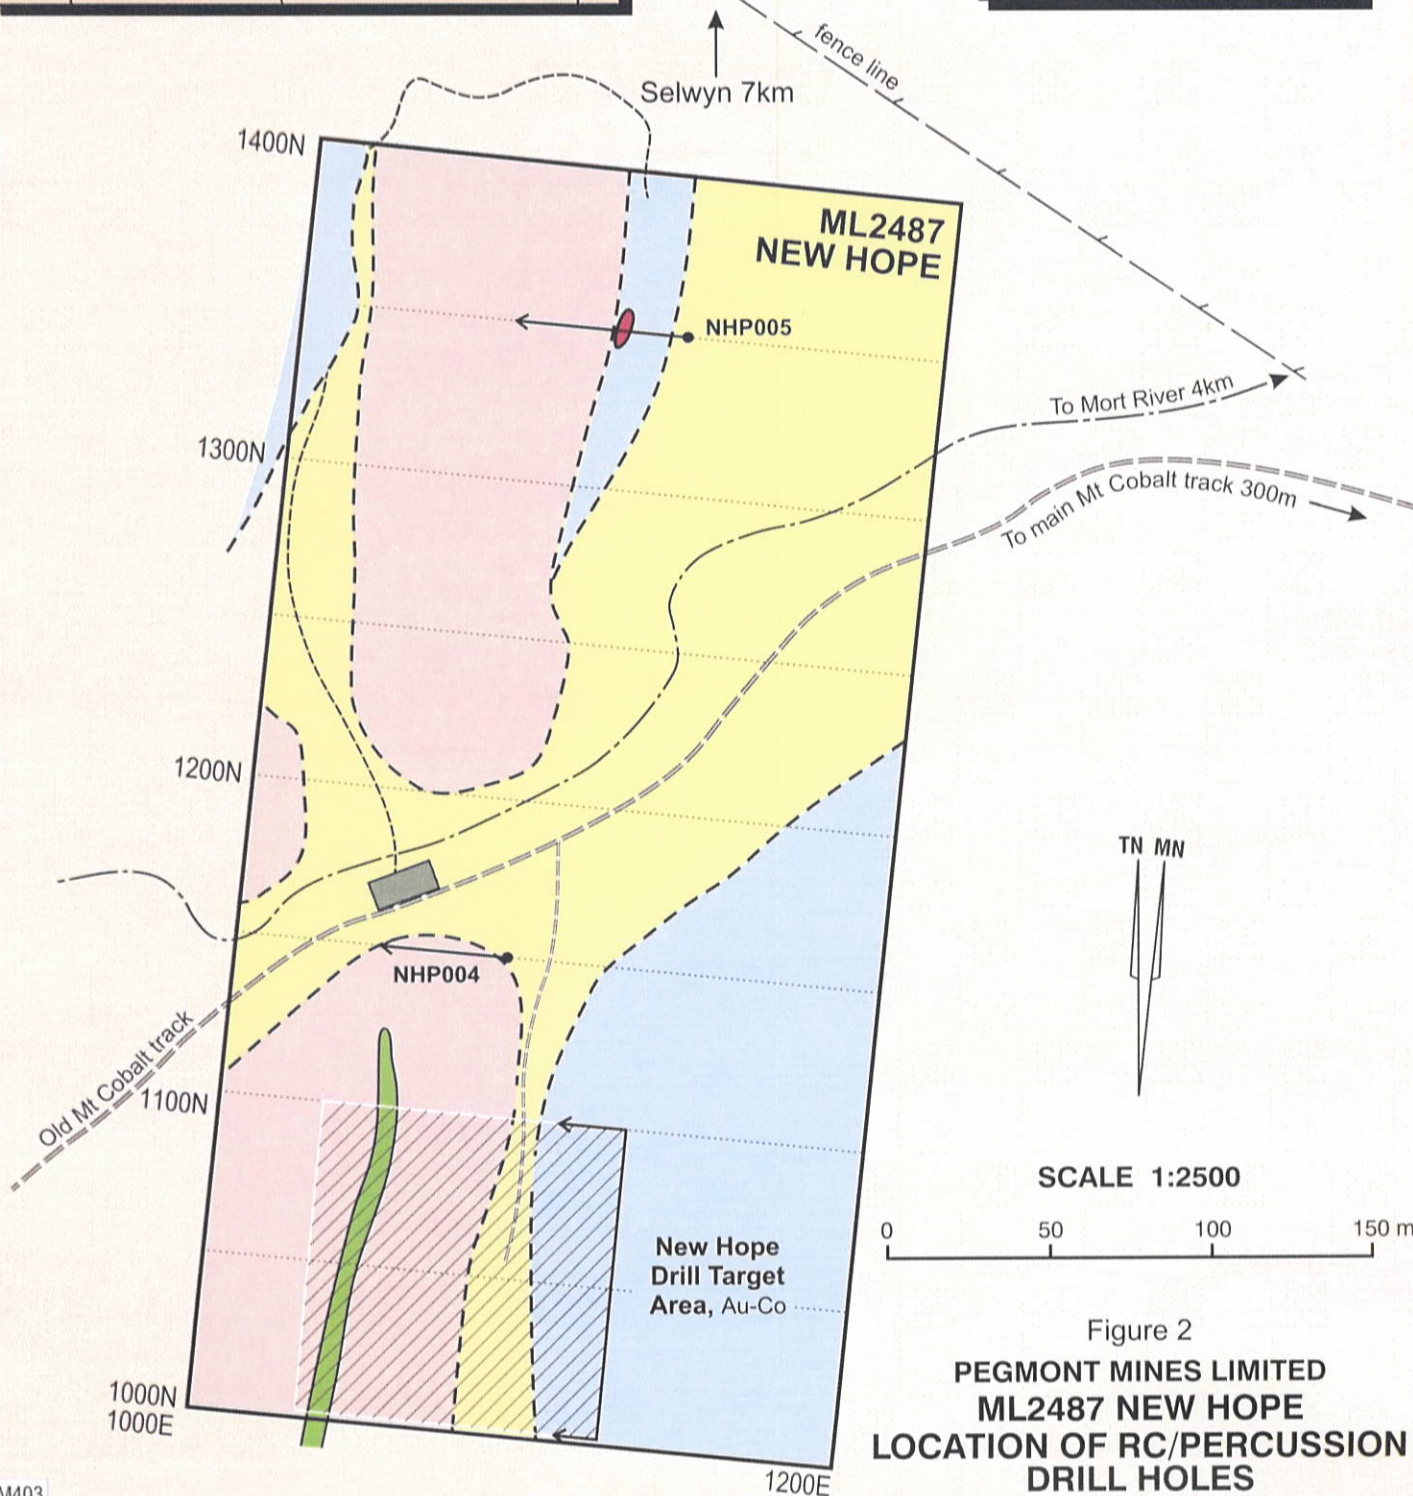 fence line
Selwyn 7km
1400N
ML2487
NEW HOPE
NHP005
To Mort River 4km
1300N
To main Mt Cobalt track 300m
1200N
TN MN
NHP004
Old Mt Cobalt track
1100N
SCALE 1:2500
0 50 100 150 m
New Hope
Drill Target
Area, Au-Co
Figure 2
PEGMONT MINES LIMITED
ML2487 NEW HOPE
LOCATION OF RC/PERCUSSION
DRILL HOLES
1000N
1000E
1200E